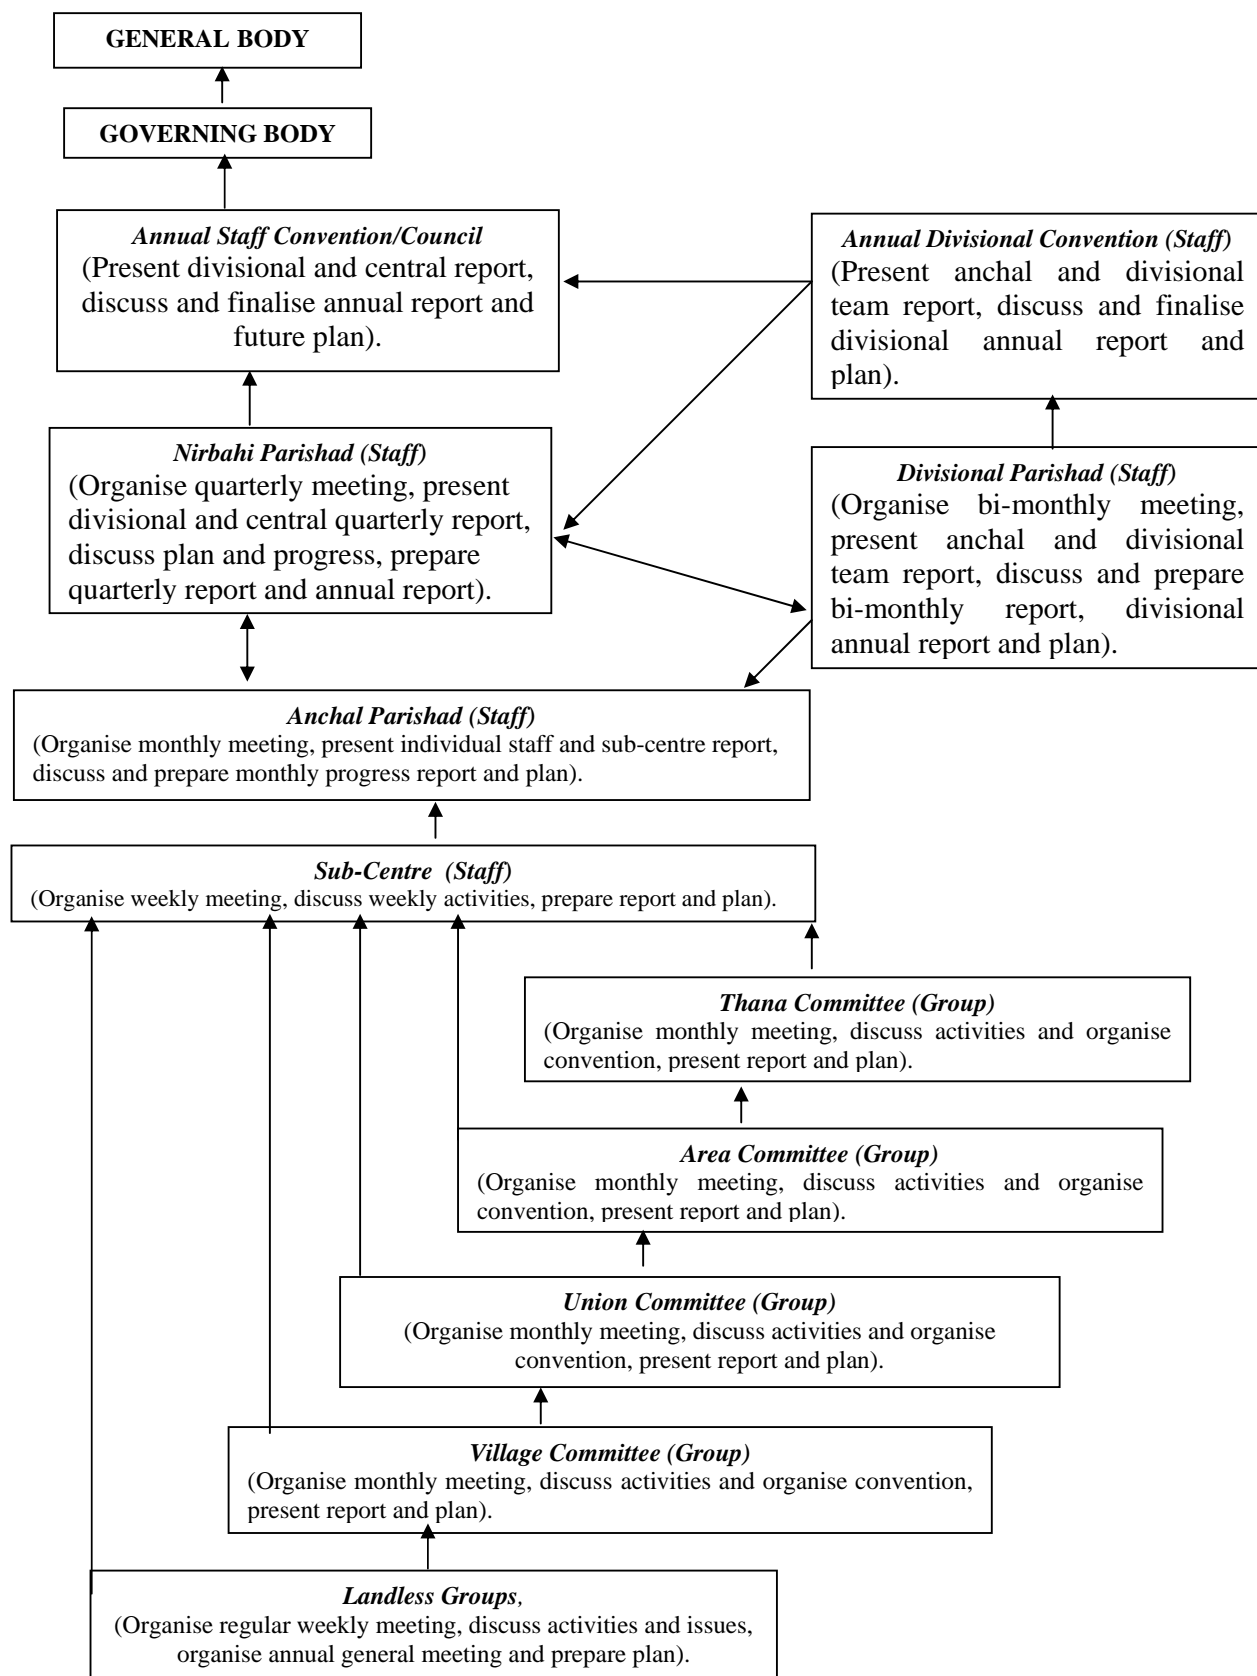 GENERAL BODY
GOVERNING BODY
Annual Staff Convention/Council
(Present divisional and central report,
discuss and finalise annual report and
future plan).
Annual Divisional Convention (Staff)
(Present anchal and divisional
team report, discuss and finalise
divisional annual report and
plan).
Nirbahi Parishad (Staff)
(Organise quarterly meeting, present
divisional and central quarterly report,
discuss plan and progress, prepare
quarterly report and annual report).
Divisional Parishad (Staff)
(Organise bi-monthly meeting,
present anchal and divisional
team report, discuss and prepare
bi-monthly report, divisional
annual report and plan).
Anchal Parishad (Staff)
(Organise monthly meeting, present individual staff and sub-centre report,
discuss and prepare monthly progress report and plan).
Sub-Centre (Staff)
(Organise weekly meeting, discuss weekly activities, prepare report and plan).
Thana Committee (Group)
(Organise monthly meeting, discuss activities and organise
convention, present report and plan).
Area Committee (Group)
(Organise monthly meeting, discuss activities and organise
convention, present report and plan).
Union Committee (Group)
(Organise monthly meeting, discuss activities and organise
convention, present report and plan).
Village Committee (Group)
(Organise monthly meeting, discuss activities and organise convention,
present report and plan).
Landless Groups,
(Organise regular weekly meeting, discuss activities and issues,
organise annual general meeting and prepare plan).